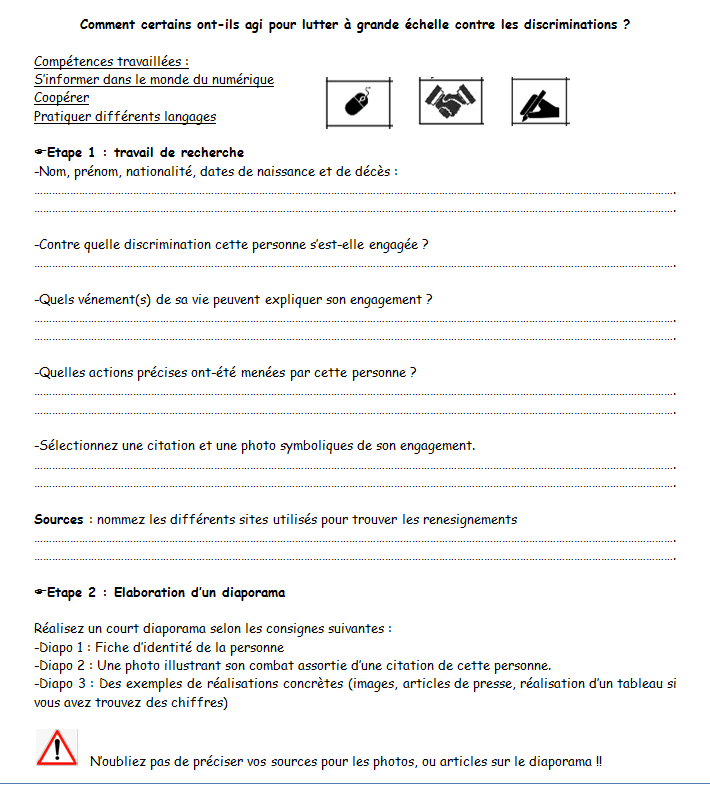 Comment certains ont-ils agi pour lutter à grande échelle contre les discriminations ?
Compétences travaillées :
S'informer dans le monde du numérique
Coopérer
Pratiquer différents langages
☞Etape 1 : travail de recherche
-Nom, prénom, nationalité, dates de naissance et de décès :
-Contre quelle discrimination cette personne s'est-elle engagée ?
-Quels vénement(s) de sa vie peuvent expliquer son engagement ?
-Quelles actions précises ont-été menées par cette personne ?
-Sélectionnez une citation et une photo symboliques de son engagement.
Sources : nommez les différents sites utilisés pour trouver les renesignements
☞Etape 2 : Elaboration d'un diaporama
Réalisez un court diaporama selon les consignes suivantes :
-Diapo 1 : Fiche d'identité de la personne
-Diapo 2 : Une photo illustrant son combat assortie d'une citation de cette personne.
-Diapo 3 : Des exemples de réalisations concrètes (images, articles de presse, réalisation d'un tableau si
vous avez trouvez des chiffres)
N'oubliez pas de préciser vos sources pour les photos, ou articles sur le diaporama !!